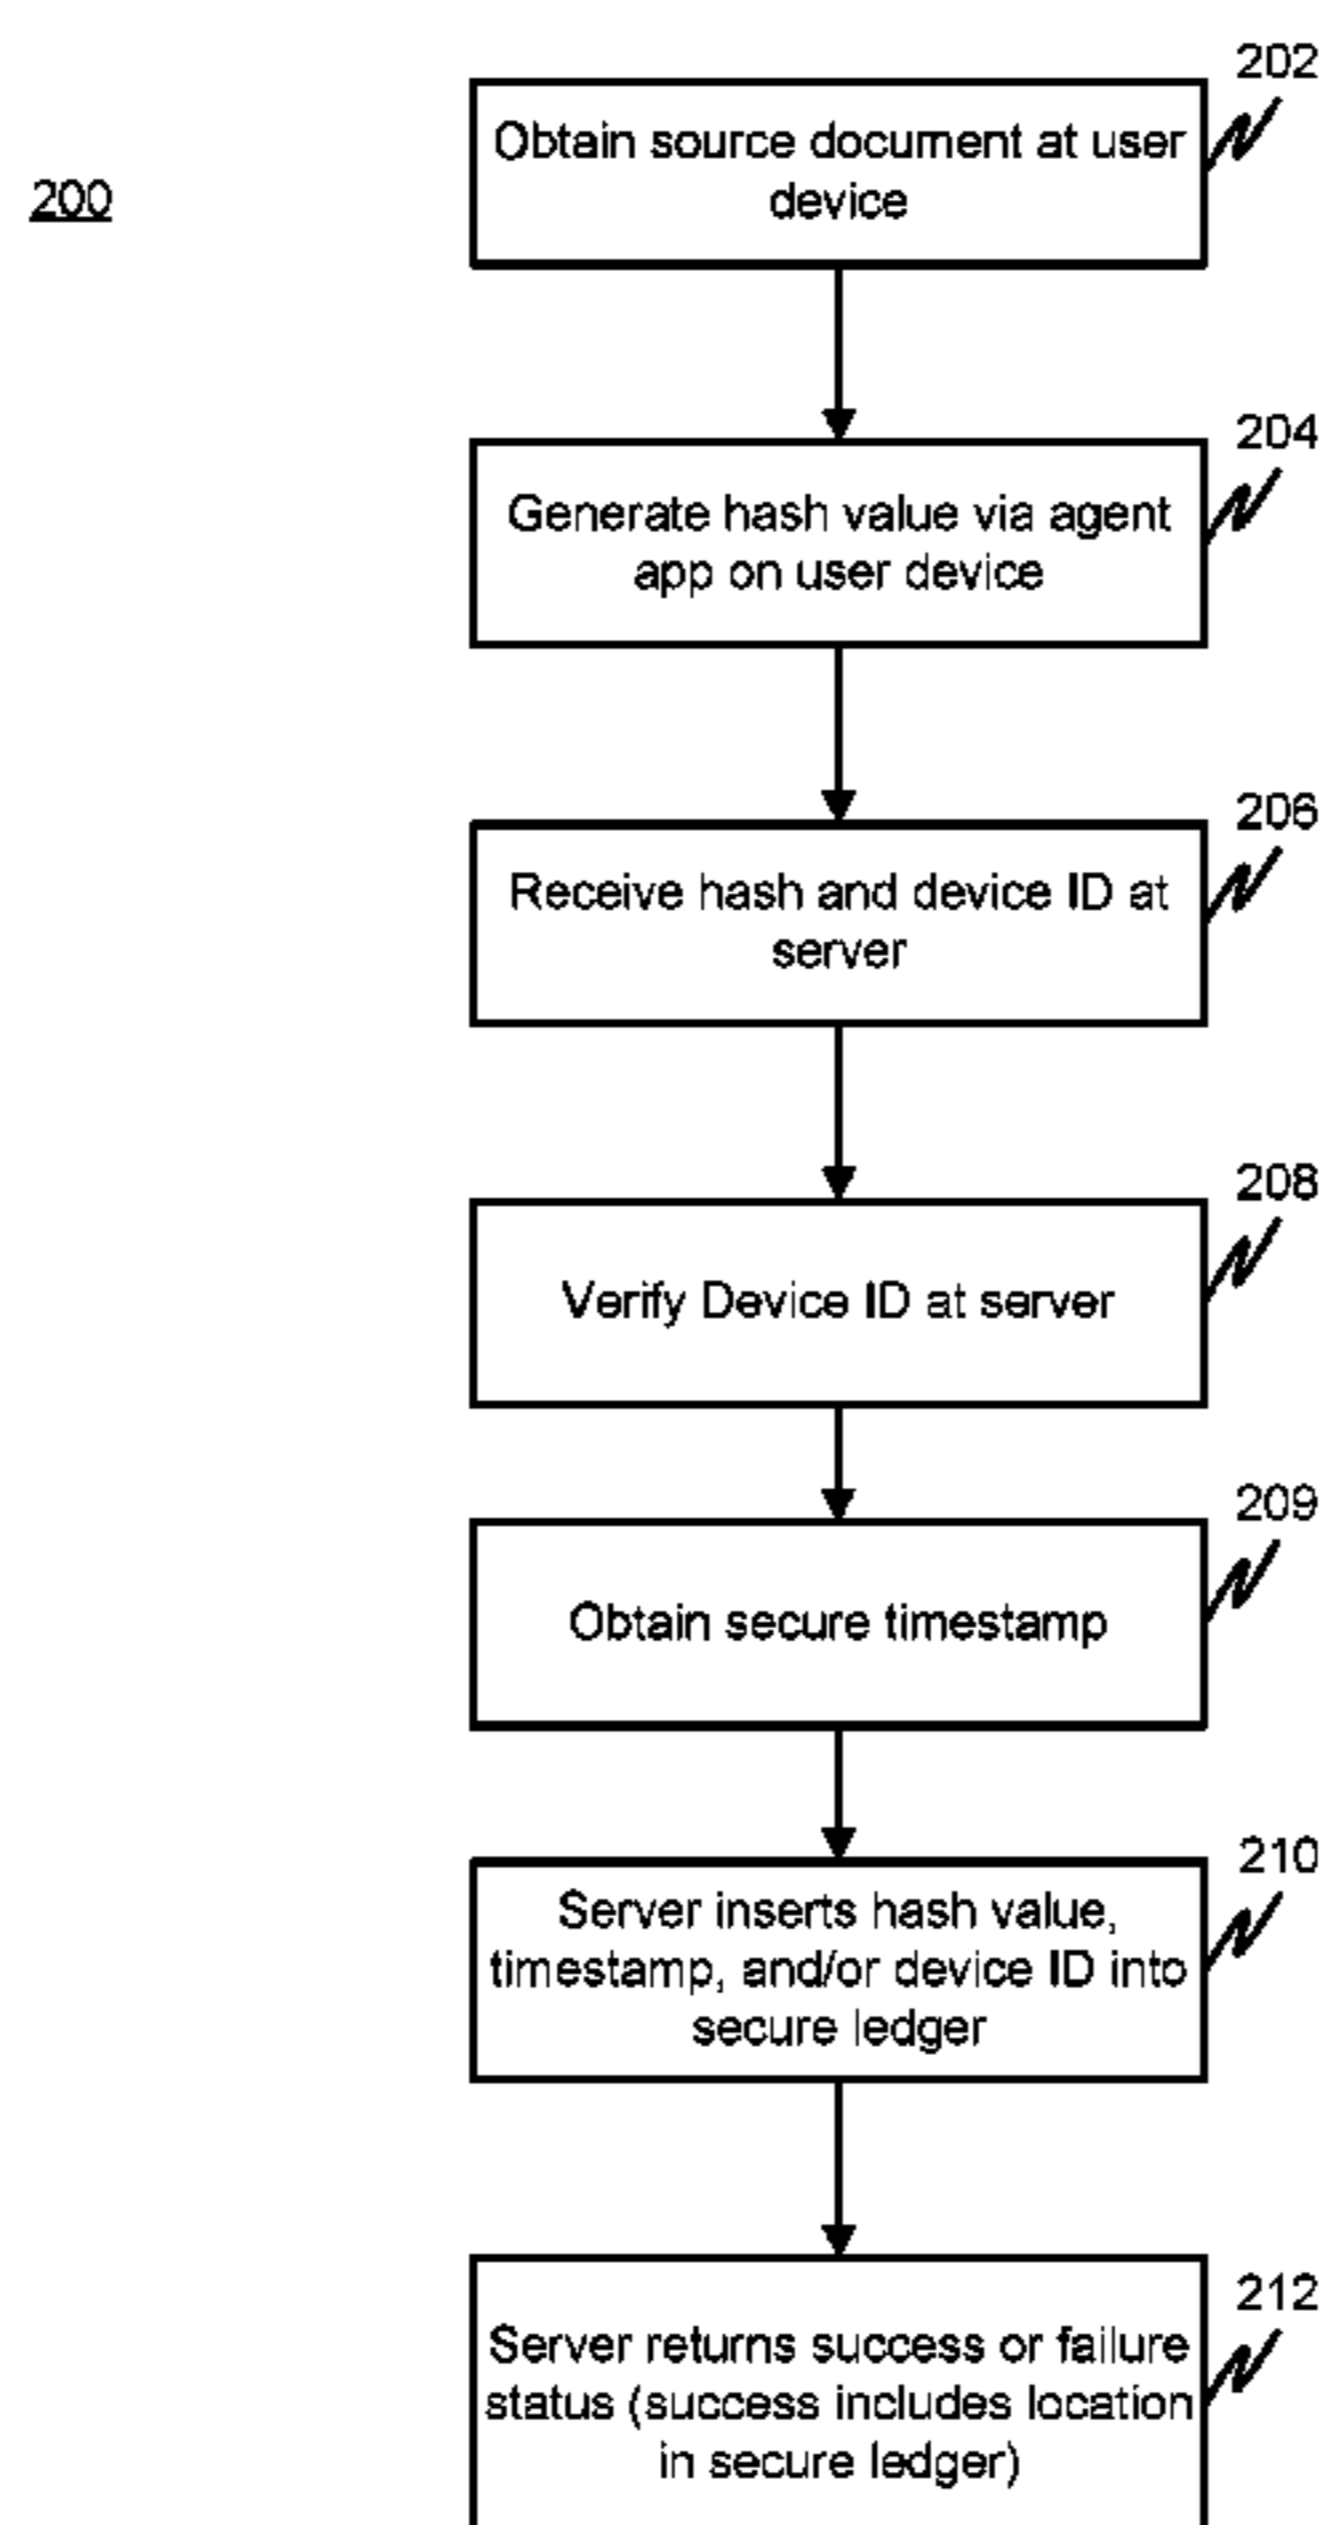 202
Obtain source document at user
device
200
204
Generate hash value via agent
app on user device
206
Receive hash and device ID at
server
208
Verify Device ID at server
209
Obtain secure timestamp
210
Server inserts hash value,
timestamp, and/or device ID into
secure ledger
212
Server returns success or failure
status (success includes location
in secure ledger)